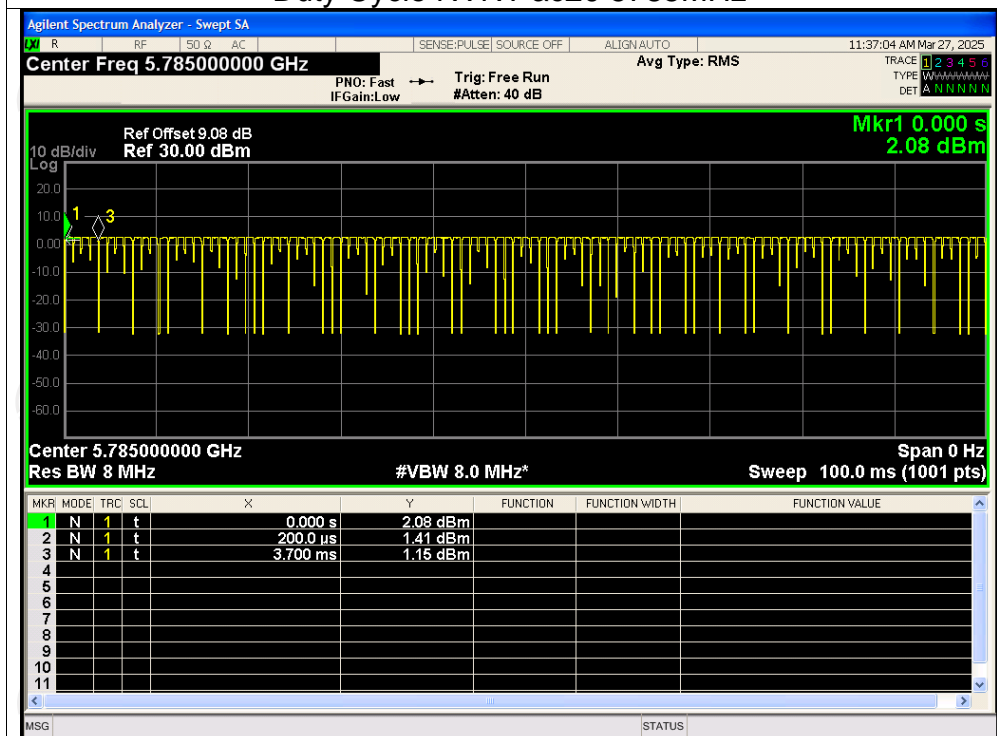 Agilent Spectrum Analyzer - Swept SA
LXI R RF 50 Ω AC SENSE:PULSE SOURCE OFF ALIGN AUTO 11:37:04 AM Mar 27, 2025
Center Freq 5.785000000 GHz
PNO: Fast
IFGain:Low
Trig: Free Run
#Atten: 40 dB
Avg Type: RMS
TRACE 1 2 3 4 5 6
TYPE
DET A N N N N N
Mkr1 0.000 s
2.08 dBm
Ref Offset 9.08 dB
10 dB/div Ref 30.00 dBm
Log
20.0
10.0
0.00
-10.0
-20.0
-30.0
-40.0
-50.0
-60.0
1
3
Center 5.785000000 GHz Span 0 Hz
Res BW 8 MHz #VBW 8.0 MHz* Sweep 100.0 ms (1001 pts)
MKR MODE TRC SCL X Y FUNCTION FUNCTION WIDTH FUNCTION VALUE
1 N 1 t 0.000 s 2.08 dBm
2 N 1 t 200.0 µs 1.41 dBm
3 N 1 t 3.700 ms 1.15 dBm
4
5
6
7
8
9
10
11
MSG STATUS